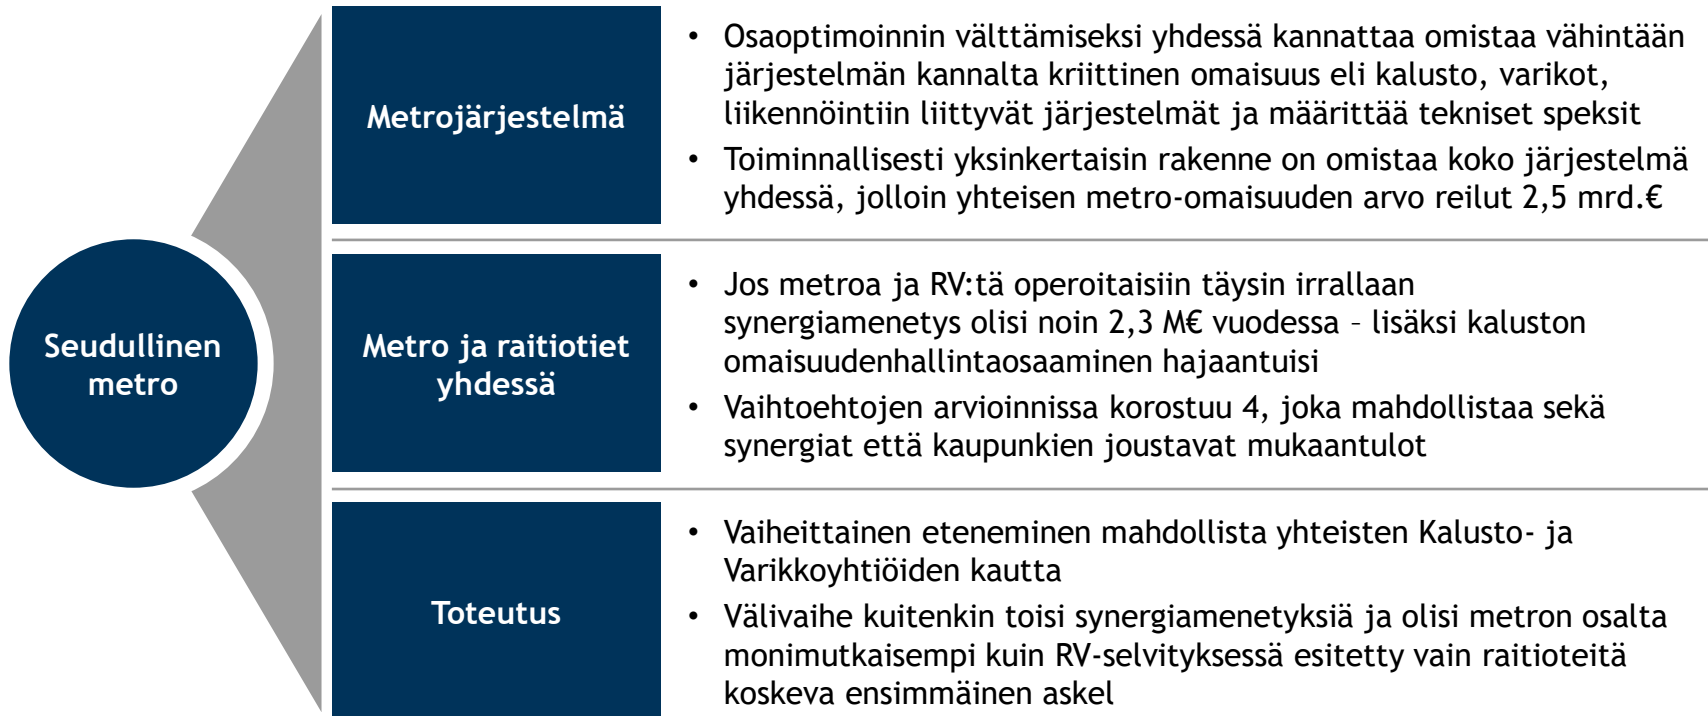 Seudullinen
metro
Metrojärjestelmä
• Osaoptimoinnin välttämiseksi yhdessä kannattaa omistaa vähintään
järjestelmän kannalta kriittinen omaisuus eli kalusto, varikot,
liikennöintiin liittyvät järjestelmät ja määrittää tekniset speksit
• Toiminnallisesti yksinkertaisin rakenne on omistaa koko järjestelmä
yhdessä, jolloin yhteisen metro-omaisuuden arvo reilut 2,5 mrd.€
Metro ja raitiotiet
yhdessä
• Jos metroa ja RV:tä operoitaisiin täysin irrallaan
synergiamenetys olisi noin 2,3 M€ vuodessa – lisäksi kaluston
omaisuudenhallintaosaaminen hajaantuisi
• Vaihtoehtojen arvioinnissa korostuu 4, joka mahdollistaa sekä
synergiat että kaupunkien joustavat mukaantulot
Toteutus
• Vaiheittainen eteneminen mahdollista yhteisten Kalusto- ja
Varikkoyhtiöiden kautta
• Välivaihe kuitenkin toisi synergiamenetyksiä ja olisi metron osalta
monimutkaisempi kuin RV-selvityksessä esitetty vain raitioteitä
koskeva ensimmäinen askel